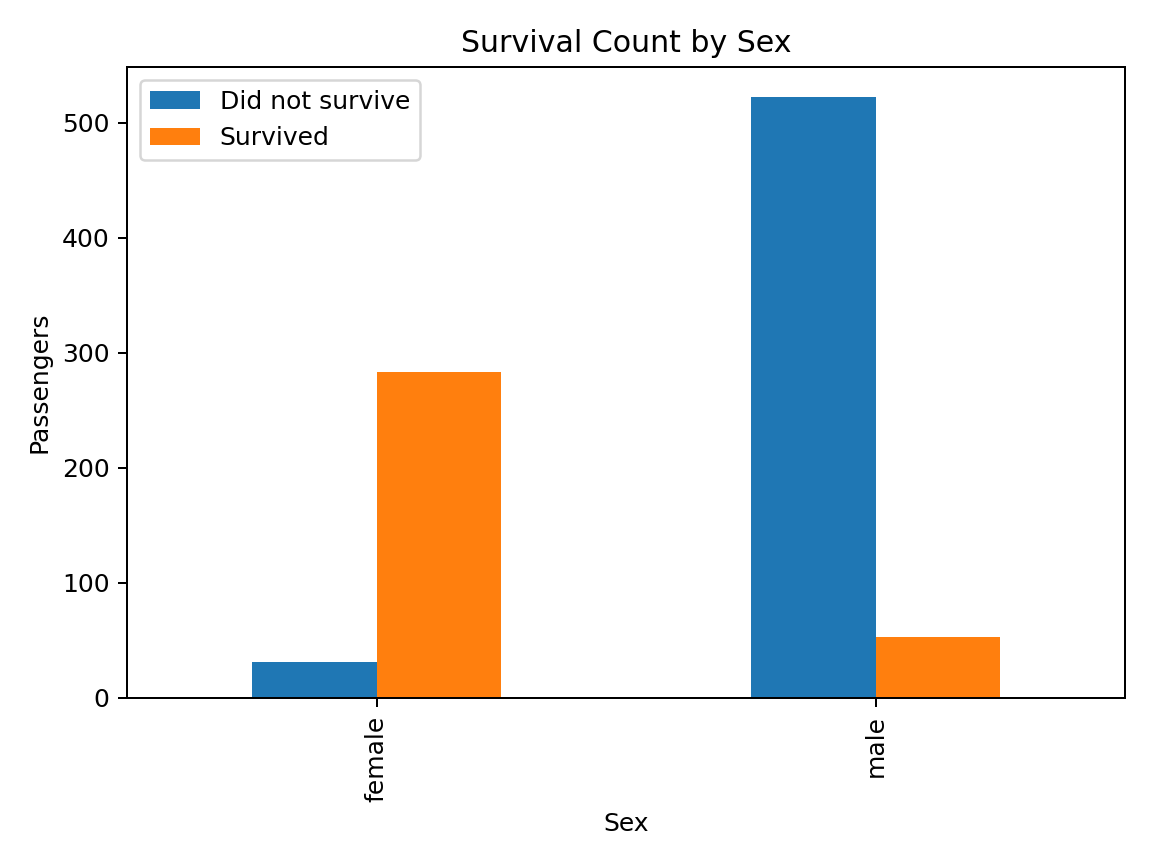 Survival Count by Sex
Did not survive
Survived
500
400
300
200
100
0
Passengers
female
male
Sex